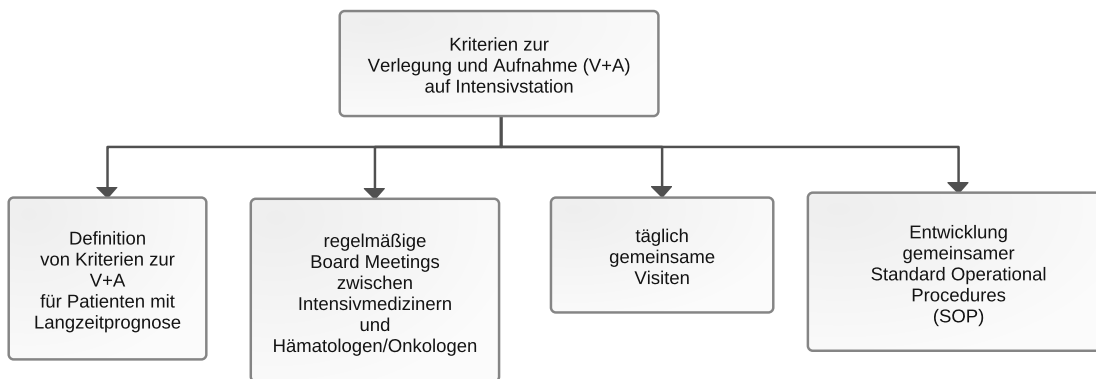 Kriterien zur
Verlegung und Aufnahme (V+A)
auf Intensivstation
Definition
von Kriterien zur
V+A
für Patienten mit
Langzeitprognose
regelmäßige
Board Meetings
zwischen
Intensivmedizinern
und
Hämatologen/Onkologen
täglich
gemeinsame
Visiten
Entwicklung
gemeinsamer
Standard Operational
Procedures
(SOP)